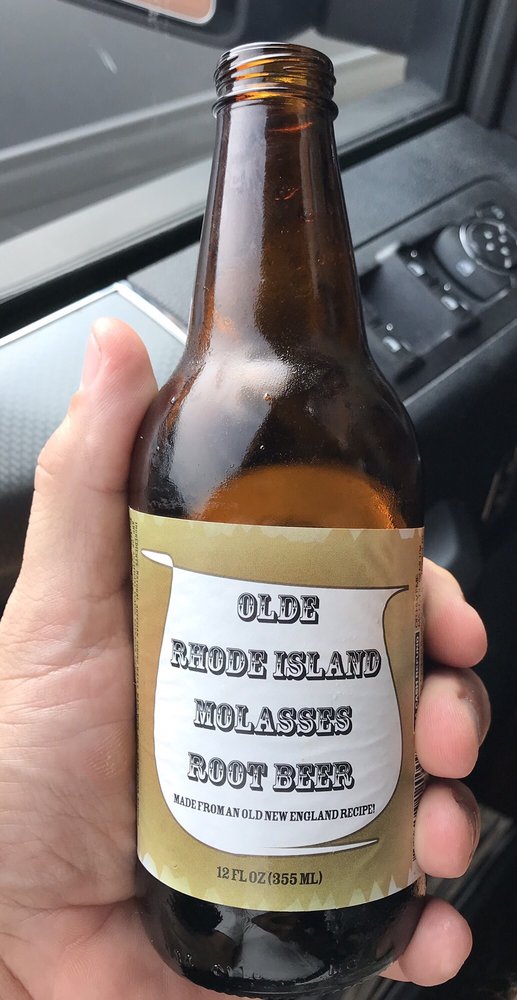 OLDE
RHODE ISLAND
MOLASSES
ROOT BEER
MADE FROM AN OLD NEW ENGLAND RECIPE!
12 FL OZ (355 ML)